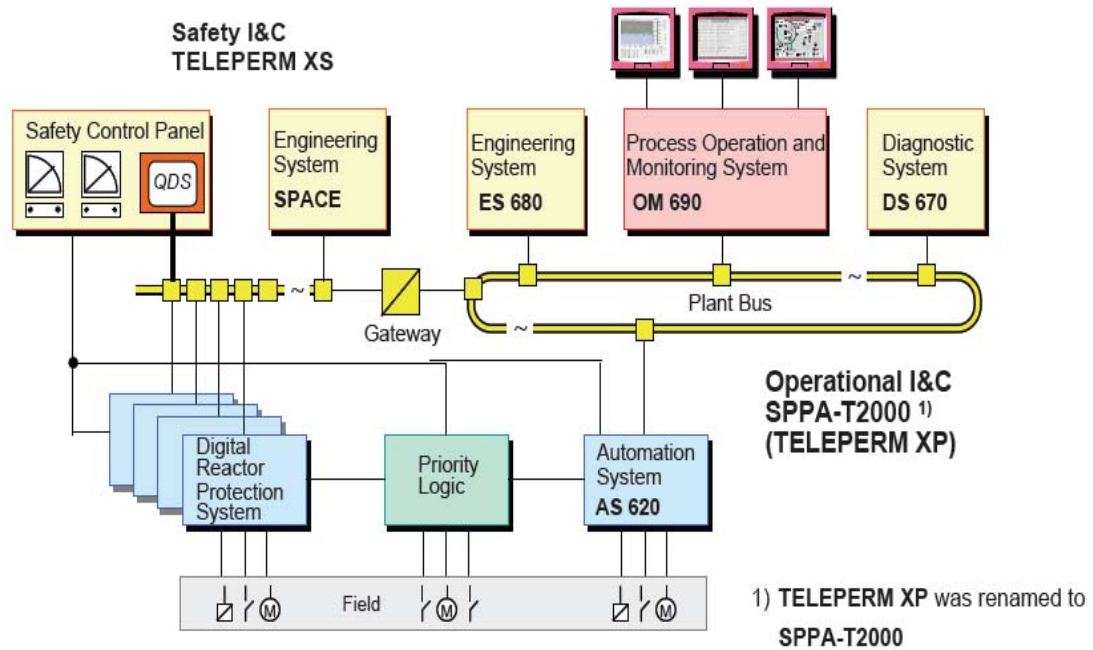 Safety I&C
TELEPERM XS
Safety Control Panel
QDS
Engineering
System
SPACE
Engineering
System
ES 680
Process Operation and
Monitoring System
OM 690
Diagnostic
System
DS 670
~
Gateway
~
~
Plant Bus
Operational I&C
SPPA-T2000 1)
(TELEPERM XP)
Digital
Reactor
Protection
System
Priority
Logic
Automation
System
AS 620
M
Field
M
M
1) TELEPERM XP was renamed to
SPPA-T2000